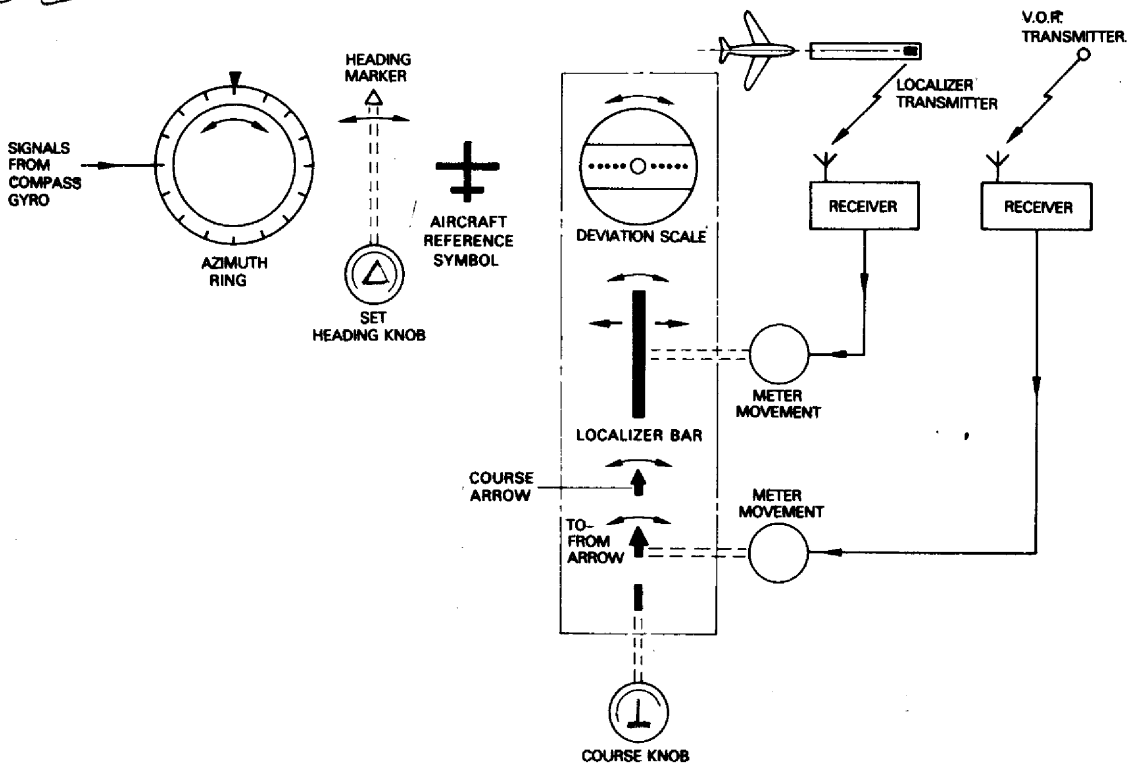 HEADING
MARKER
SIGNALS
FROM
COMPASS
GYRO
AZIMUTH
RING
SET
HEADING KNOB
AIRCRAFT
REFERENCE
SYMBOL
DEVIATION SCALE
LOCALIZER BAR
COURSE
ARROW
TO-
FROM
ARROW
COURSE KNOB
LOCALIZER
TRANSMITTER
V.O.R.
TRANSMITTER
RECEIVER
RECEIVER
METER
MOVEMENT
METER
MOVEMENT